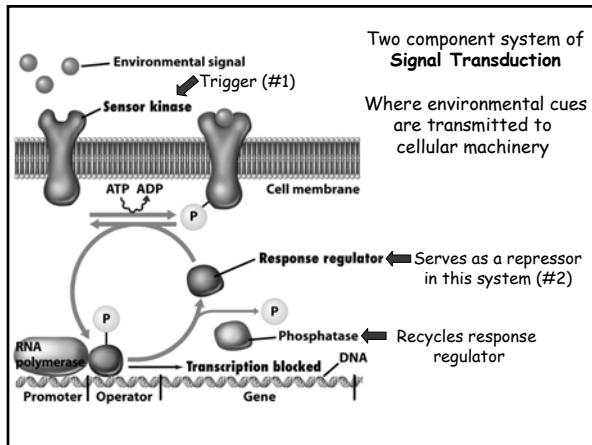 Two component system of
Signal Transduction
Where environmental cues
are transmitted to
cellular machinery
Environmental signal
Trigger (#1)
Sensor kinase
Cell membrane
ATP ADP
P
Response regulator
Serves as a repressor
in this system (#2)
P
P
Phosphatase
Recycles response
regulator
RNA
polymerase
Transcription blocked
DNA
Promoter Operator Gene